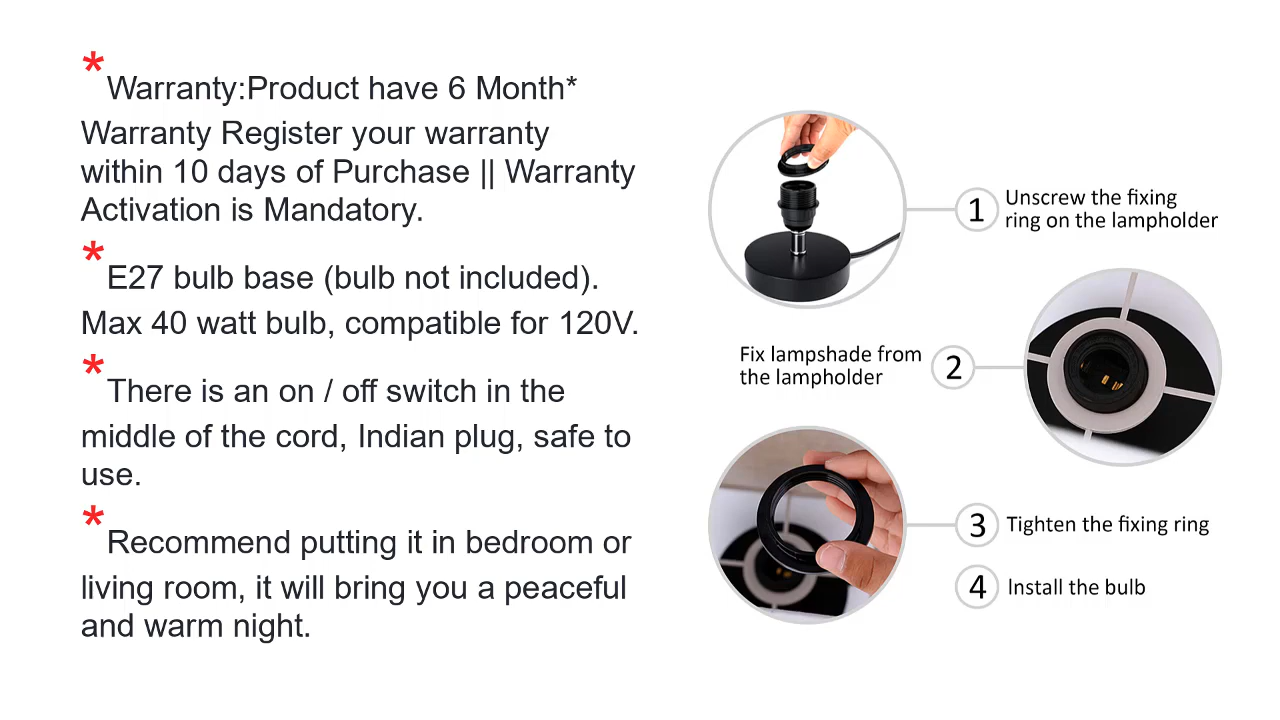 *Warranty:Product have 6 Month*
Warranty Register your warranty
within 10 days of Purchase || Warranty
Activation is Mandatory.
*E27 bulb base (bulb not included).
Max 40 watt bulb, compatible for 120V.
*There is an on / off switch in the
middle of the cord, Indian plug, safe to
use.
*Recommend putting it in bedroom or
living room, it will bring you a peaceful
and warm night.
1 Unscrew the fixing
ring on the lampholder
Fix lampshade from
the lampholder 2
3 Tighten the fixing ring
4 Install the bulb